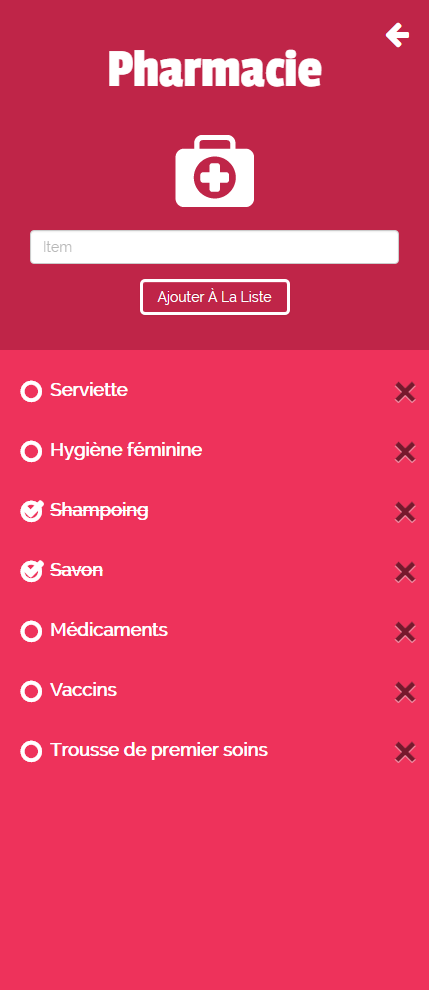 Pharmacie
Item
Ajouter À La Liste
Serviette
Hygiène féminine
Shampoing
Savon
Médicaments
Vaccins
Trousse de premier soins